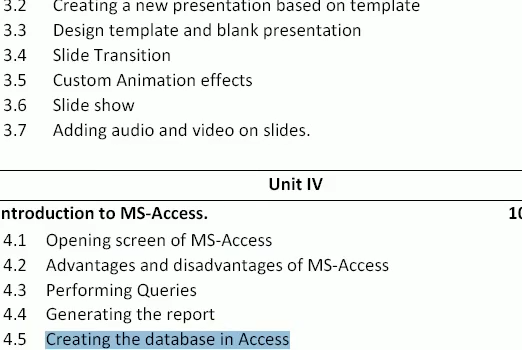 3.2 Creating a new presentation based on template
3.3 Design template and blank presentation
3.4 Slide Transition
3.5 Custom Animation effects
3.6 Slide show
3.7 Adding audio and video on slides.
Unit IV
ntroduction to MS-Access. 10
4.1 Opening screen of MS-Access
4.2 Advantages and disadvantages of MS-Access
4.3 Performing Queries
4.4 Generating the report
4.5 Creating the database in Access